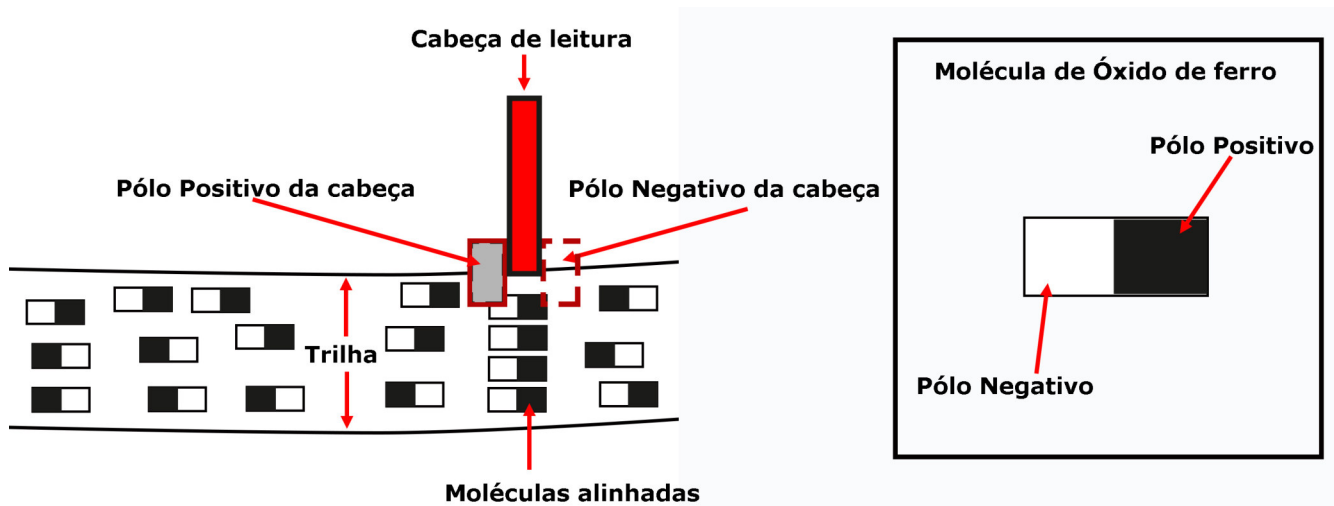 Cabeça de leitura
Molécula de Óxido de ferro
Pólo Positivo
Pólo Positivo da cabeça
Pólo Negativo da cabeça
Trilha
Pólo Negativo
Moléculas alinhadas